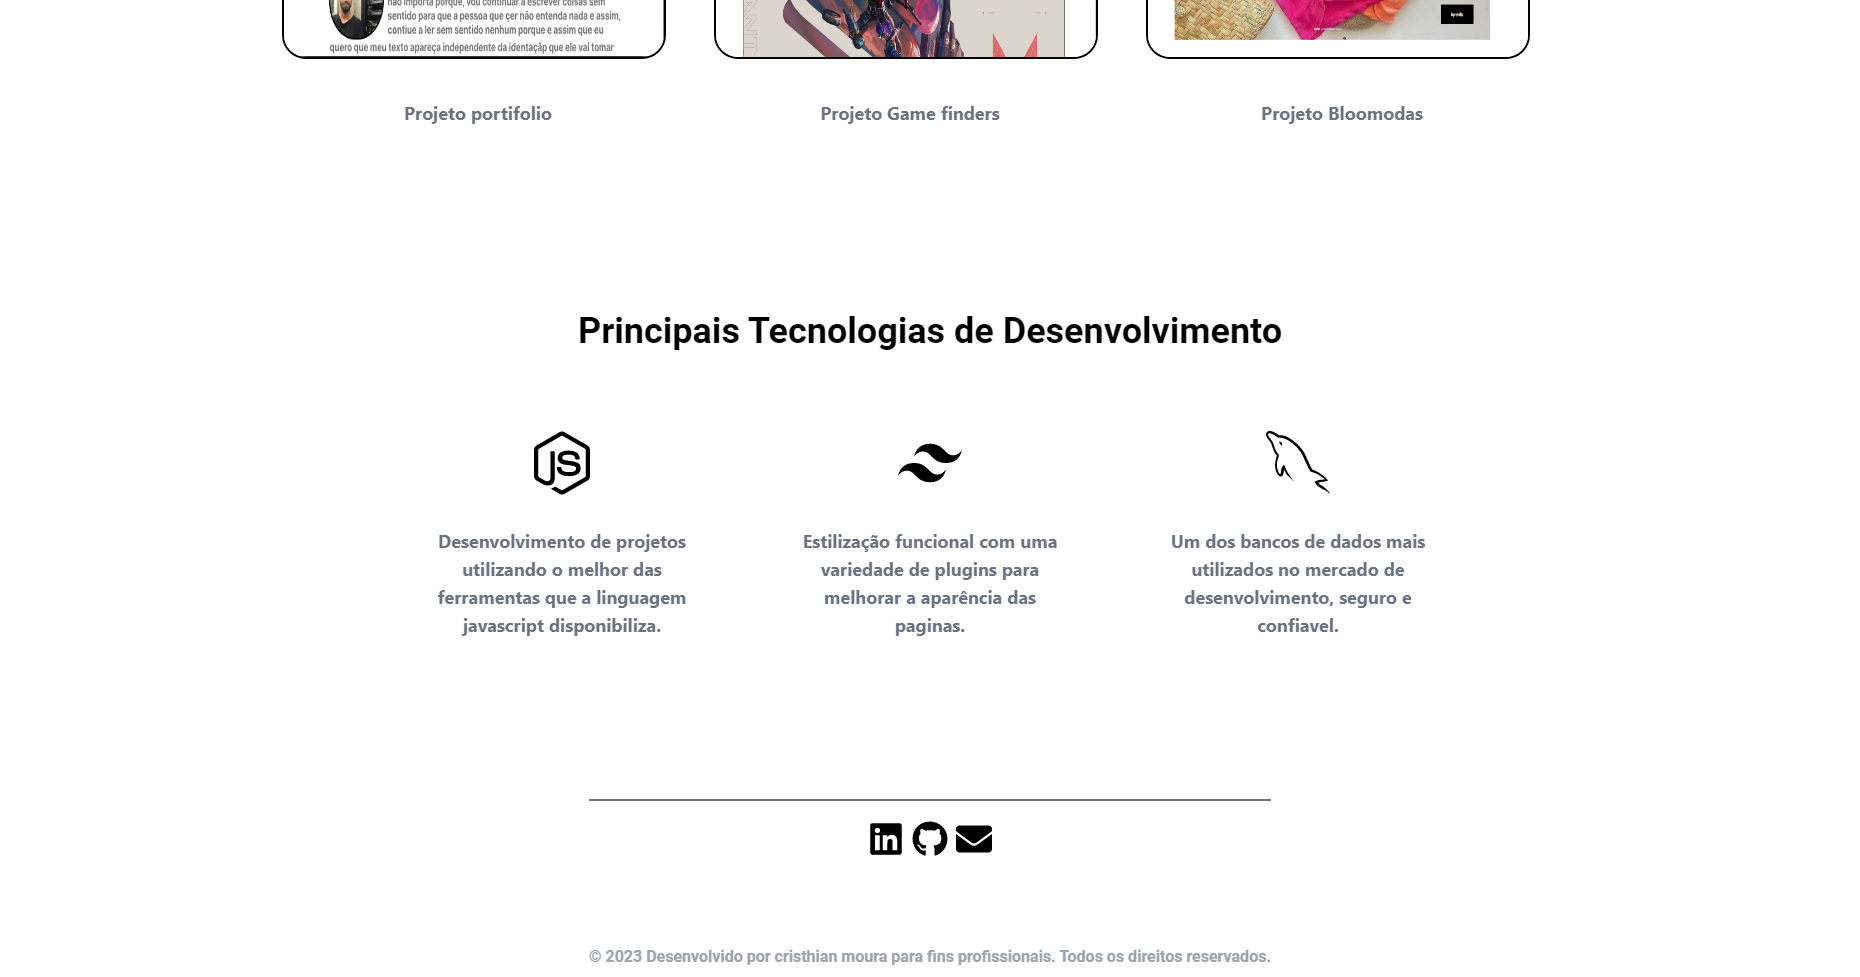 não importa porque, vou continuar a escrever coisas sem
sentido para que a pessoa que çer não entenda nada e assim,
contiue a ler sem sentido nenhum porque e assim que eu
quero que meu texto apareça independente da identação que ele vai tomar
Projeto portifolio
Projeto Game finders
Projeto Bloomodas
Principais Tecnologias de Desenvolvimento
JS
Desenvolvimento de projetos
utilizando o melhor das
ferramentas que a linguagem
javascript disponibiliza.
Estilização funcional com uma
variedade de plugins para
melhorar a aparência das
paginas.
Um dos bancos de dados mais
utilizados no mercado de
desenvolvimento, seguro e
confiavel.
in
© 2023 Desenvolvido por cristhian moura para fins profissionais. Todos os direitos reservados.